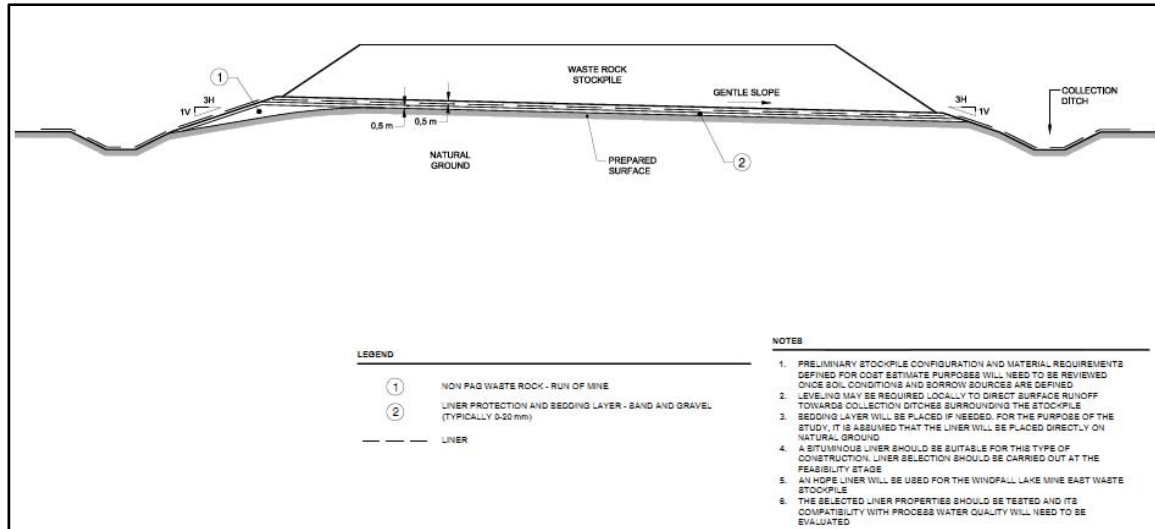 1
3H
1V
WASTE ROCK
STOCKPILE
GENTLE SLOPE
3H
1V
COLLECTION
DITCH
0,5 m
0,5 m
NATURAL
GROUND
PREPARED
SURFACE
2
LEGEND
1 NON PAG WASTE ROCK - RUN OF MINE
2 LINER PROTECTION AND BEDDING LAYER - SAND AND GRAVEL
(TYPICALLY 0-20 mm)
LINER
NOTES
1. PRELIMINARY STOCKPILE CONFIGURATION AND MATERIAL REQUIREMENTS
DEFINED FOR COST ESTIMATE PURPOSES WILL NEED TO BE REVIEWED
ONCE SOIL CONDITIONS AND BORROW SOURCES ARE DEFINED
2. LEVELING MAY BE REQUIRED LOCALLY TO DIRECT SURFACE RUNOFF
TOWARDS COLLECTION DITCHES SURROUNDING THE STOCKPILE
3. BEDDING LAYER WILL BE PLACED IF NEEDED. FOR THE PURPOSE OF THE
STUDY, IT IS ASSUMED THAT THE LINER WILL BE PLACED DIRECTLY ON
NATURAL GROUND
4. A BITUMINOUS LINER SHOULD BE SUITABLE FOR THIS TYPE OF
CONSTRUCTION. LINER SELECTION SHOULD BE CARRIED OUT AT THE
FEASIBILITY STAGE
5. AN HDPE LINER WILL BE USED FOR THE WINDFALL LAKE MINE EAST WASTE
STOCKPILE
6. THE SELECTED LINER PROPERTIES SHOULD BE TESTED AND ITS
COMPATIBILITY WITH PROCESS WATER QUALITY WILL NEED TO BE
EVALUATED